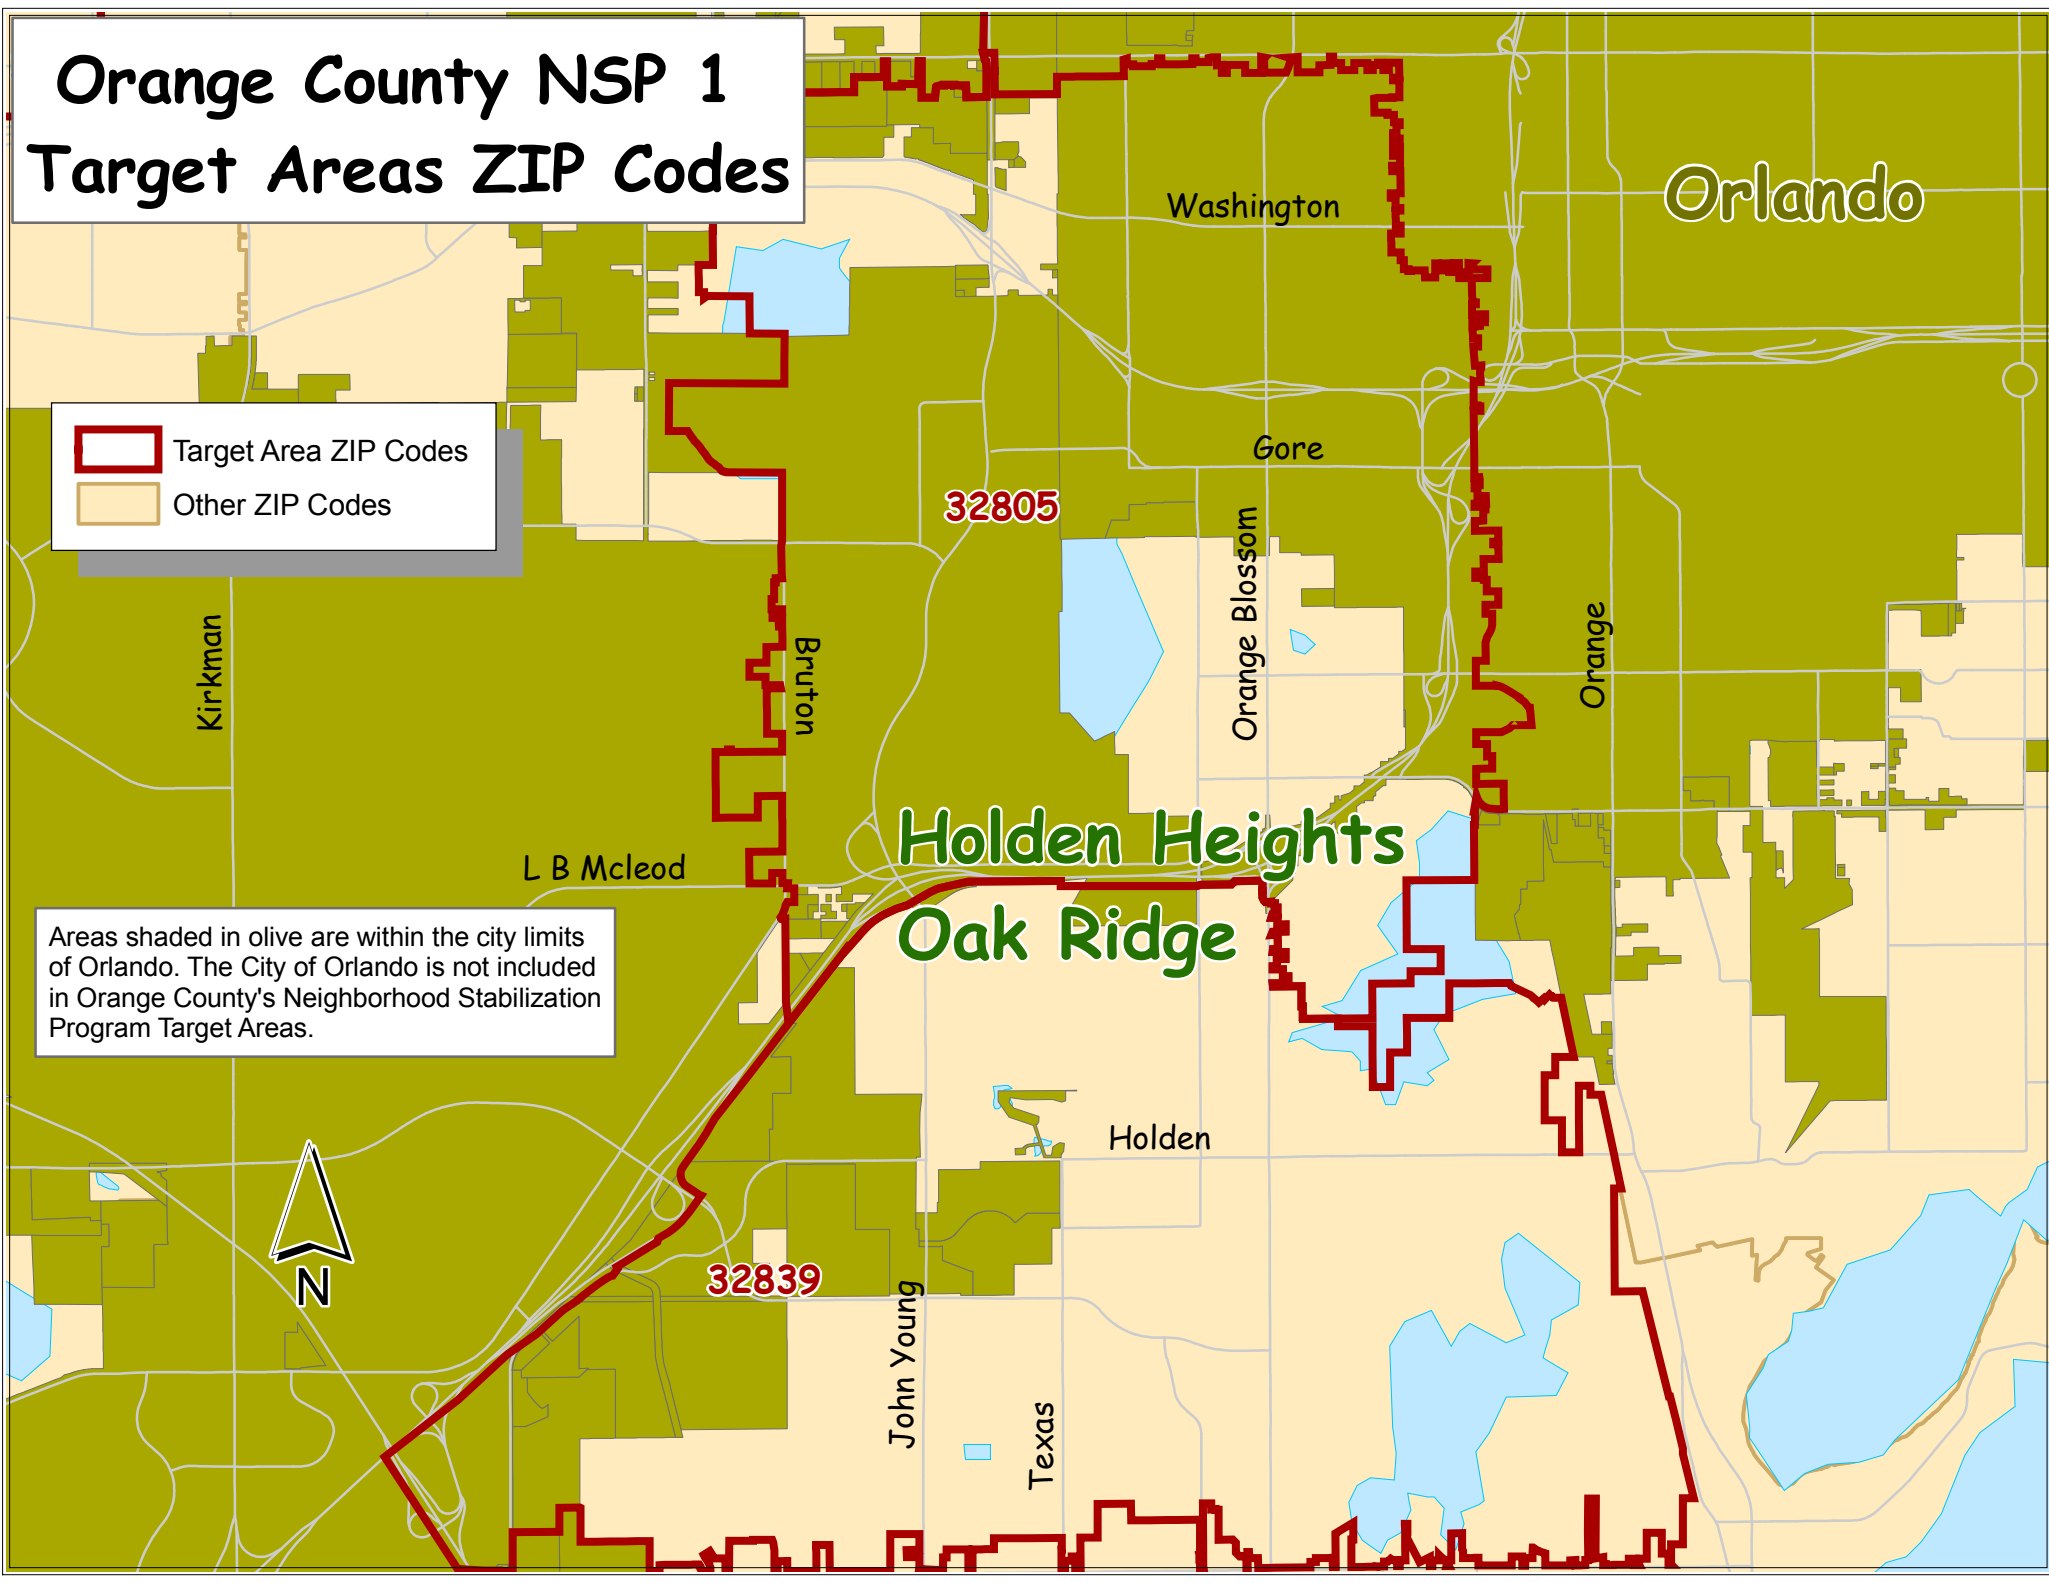 Orange County NSP 1
Target Areas ZIP Codes
Washington
Orlando
Target Area ZIP Codes
Other ZIP Codes
Gore
32805
Orange Blossom
Kirkman
Bruton
Orange
Holden Heights
L B Mcleod
Oak Ridge
Areas shaded in olive are within the city limits
of Orlando. The City of Orlando is not included
in Orange County's Neighborhood Stabilization
Program Target Areas.
Holden
N
32839
John Young
Texas